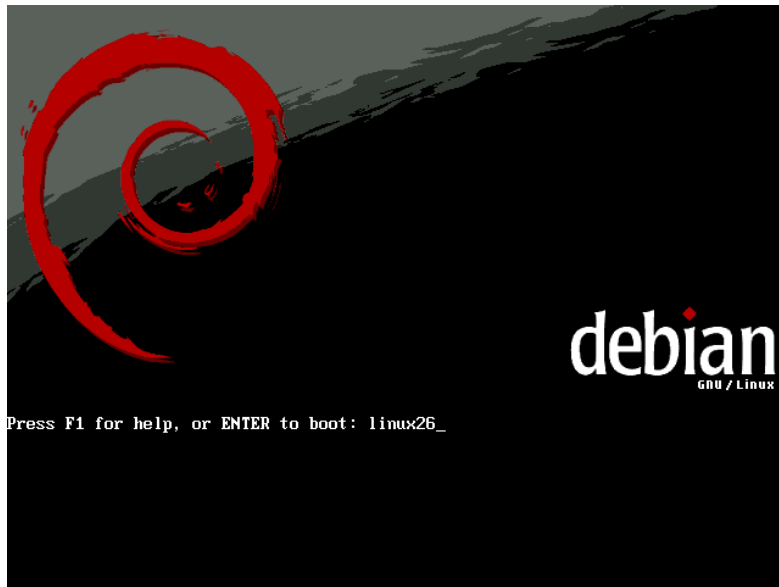 debian
GNU/Linux
Press F1 for help, or ENTER to boot: linux26_